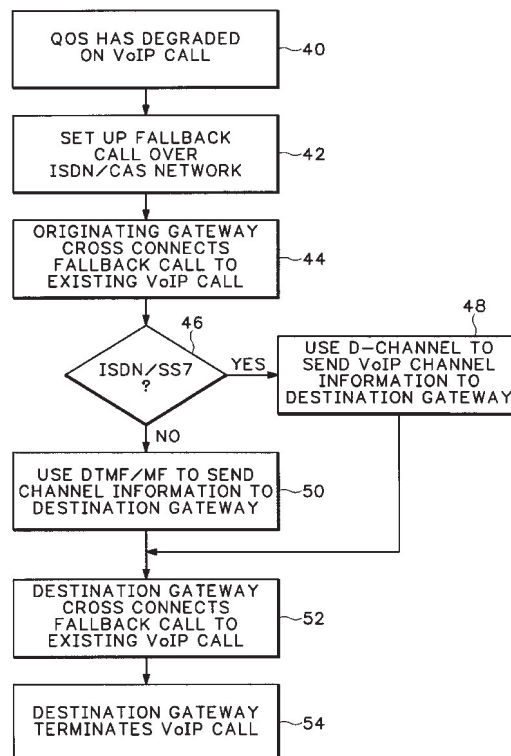 QOS HAS DEGRADED
ON VoIP CALL
40
SET UP FALLBACK
CALL OVER
ISDN/CAS NETWORK
42
ORIGINATING GATEWAY
CROSS CONNECTS
FALLBACK CALL TO
EXISTING VoIP CALL
44
46
ISDN/SS7
?
YES
NO
48
USE D-CHANNEL TO
SEND VoIP CHANNEL
INFORMATION TO
DESTINATION GATEWAY
USE DTMF/MF TO SEND
CHANNEL INFORMATION TO
DESTINATION GATEWAY
50
DESTINATION GATEWAY
CROSS CONNECTS
FALLBACK CALL TO
EXISTING VoIP CALL
52
DESTINATION GATEWAY
TERMINATES VoIP CALL
54